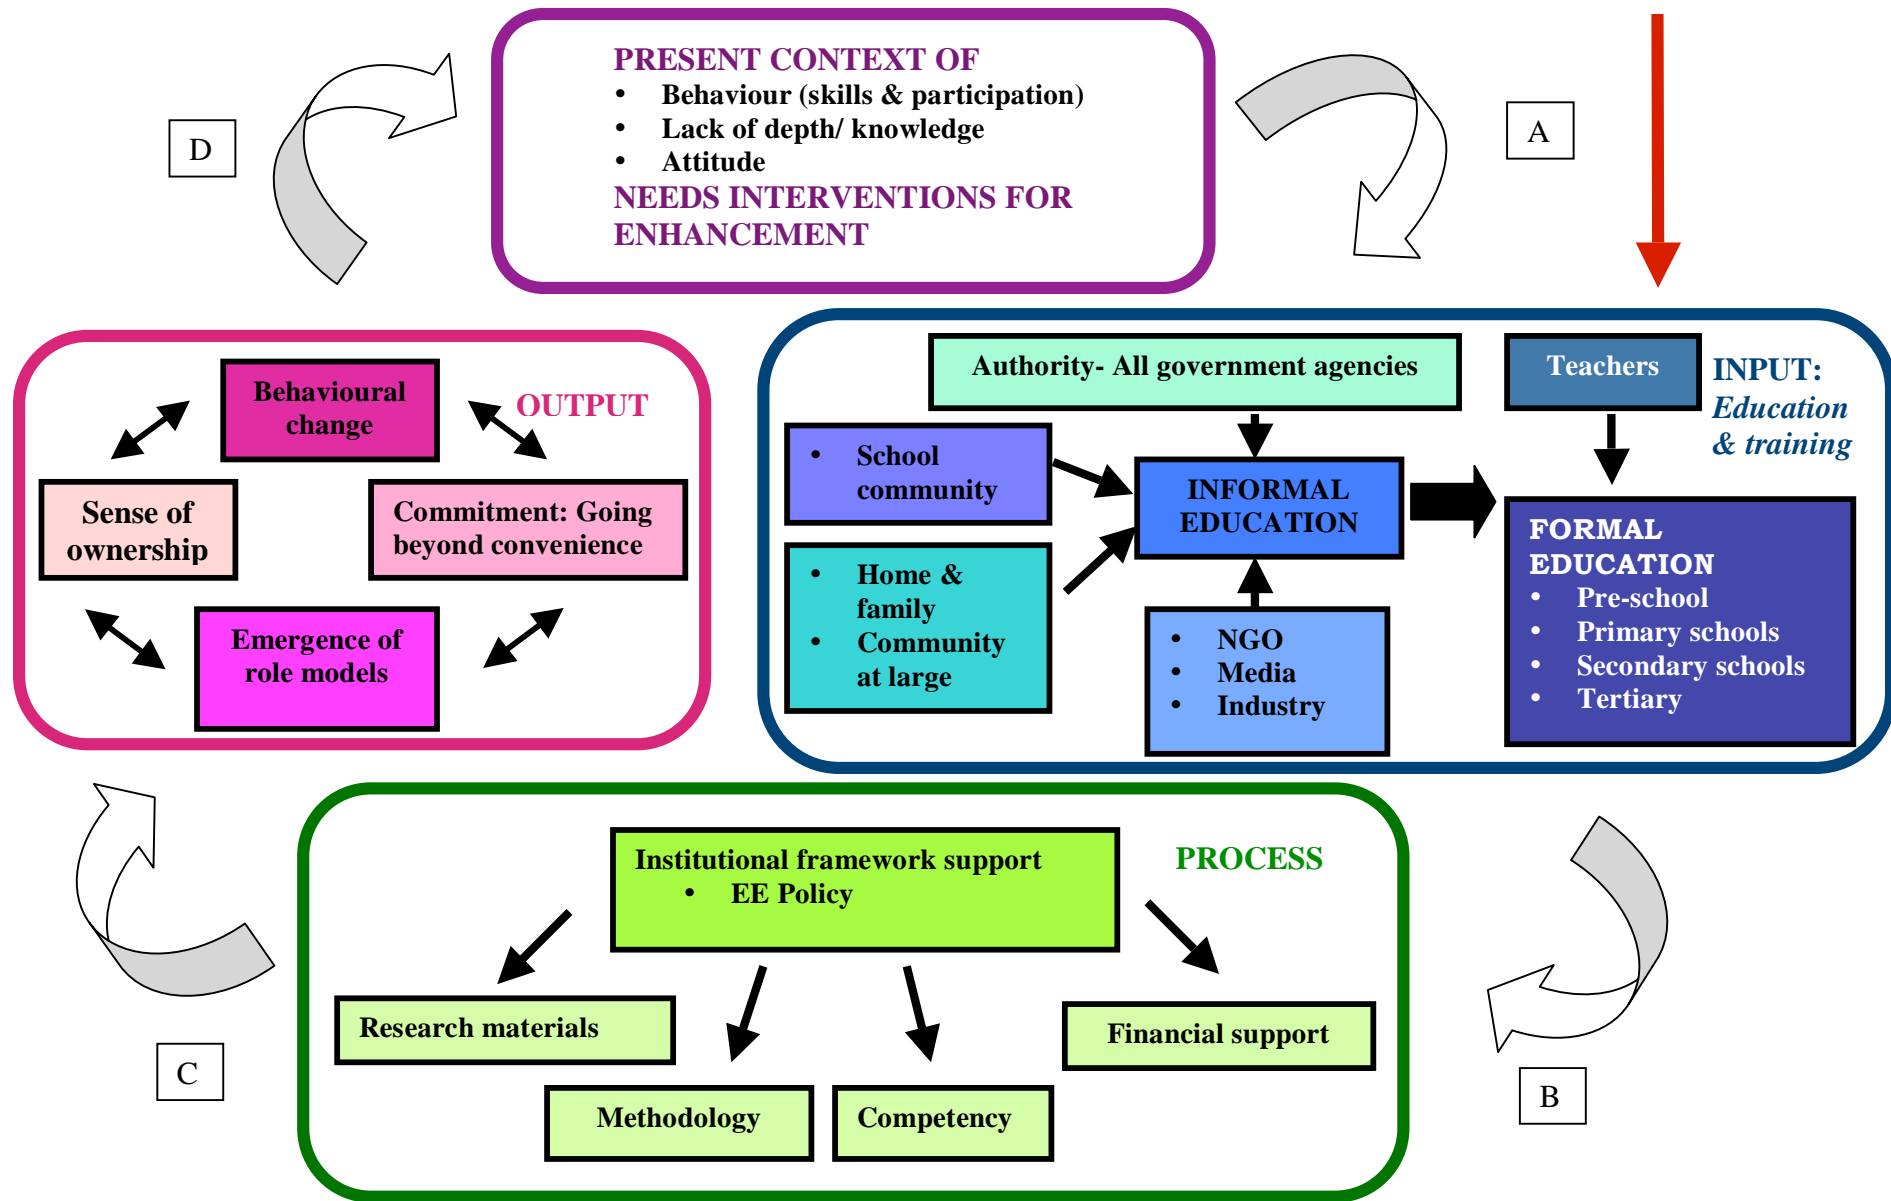 PRESENT CONTEXT OF
• Behaviour (skills & participation)
• Lack of depth/ knowledge
• Attitude
NEEDS INTERVENTIONS FOR
ENHANCEMENT
D
A
Authority- All government agencies
Teachers
INPUT:
Education
& training
• School
community
INFORMAL
EDUCATION
• Home &
family
• Community
at large
• NGO
• Media
• Industry
FORMAL
EDUCATION
• Pre-school
• Primary schools
• Secondary schools
• Tertiary
OUTPUT
Behavioural
change
Sense of
ownership
Commitment: Going
beyond convenience
Emergence of
role models
PROCESS
Institutional framework support
• EE Policy
Research materials
Methodology
Competency
Financial support
C
B